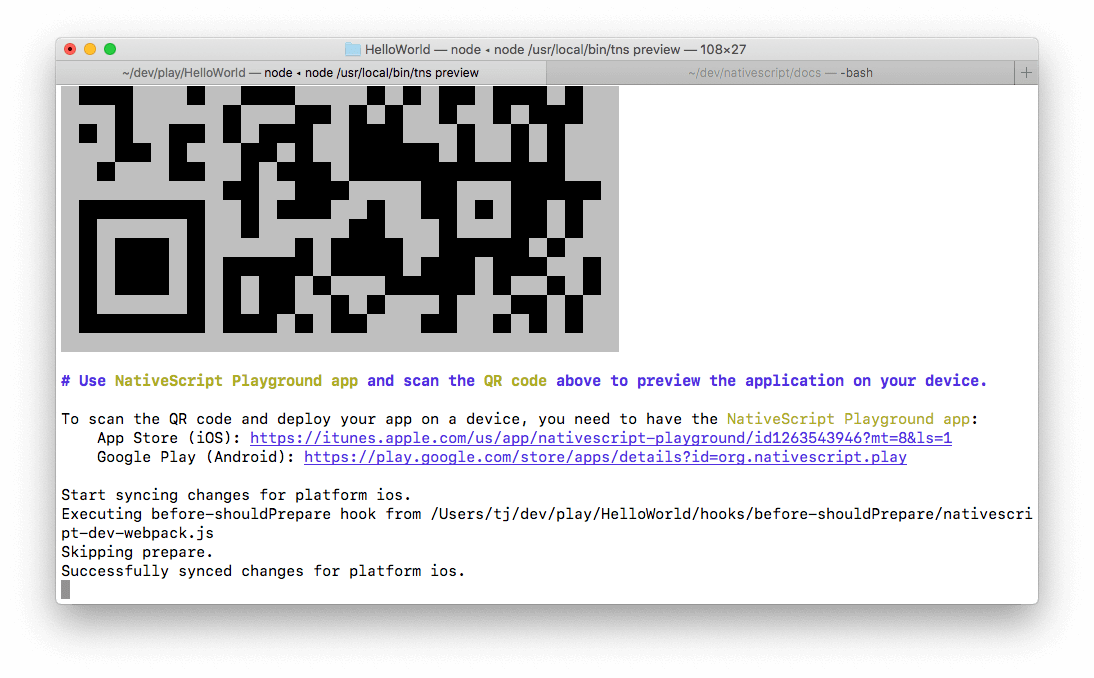 HelloWorld — node ◂ node /usr/local/bin/tns preview — 108×27
~/dev/play/HelloWorld — node ◂ node /usr/local/bin/tns preview
~/dev/nativescript/docs — -bash
# Use NativeScript Playground app and scan the QR code above to preview the application on your device.
To scan the QR code and deploy your app on a device, you need to have the NativeScript Playground app:
App Store (iOS): https://itunes.apple.com/us/app/nativescript-playground/id1263543946?mt=8&ls=1
Google Play (Android): https://play.google.com/store/apps/details?id=org.nativescript.play
Start syncing changes for platform ios.
Executing before-shouldPrepare hook from /Users/tj/dev/play/HelloWorld/hooks/before-shouldPrepare/nativescri
pt-dev-webpack.js
Skipping prepare.
Successfully synced changes for platform ios.